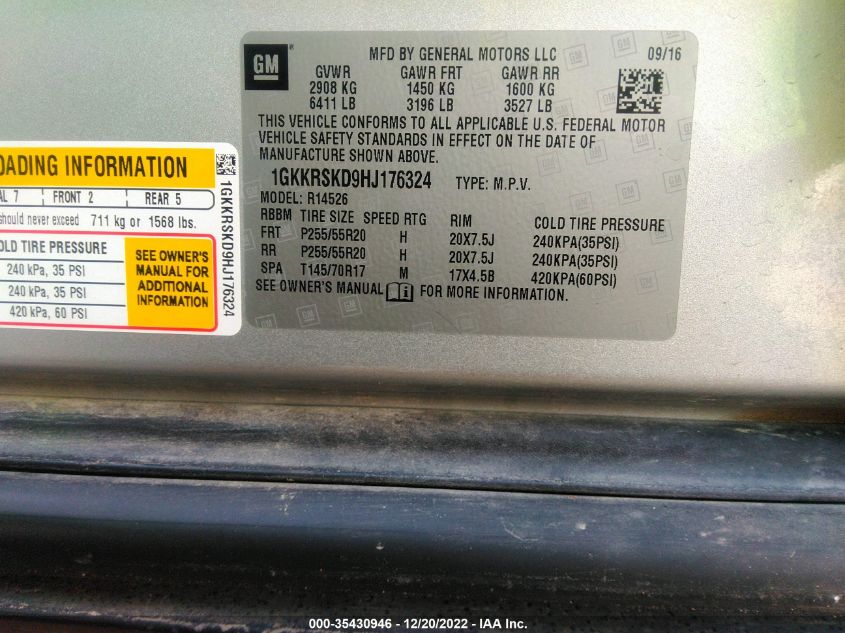 GM
MFD BY GENERAL MOTORS LLC 09/16
GVWR GAWR FRT GAWR RR
2908 KG 1450 KG 1600 KG
6411 LB 3196 LB 3527 LB
THIS VEHICLE CONFORMS TO ALL APPLICABLE U.S. FEDERAL MOTOR
VEHICLE SAFETY STANDARDS IN EFFECT ON THE DATE OF
MANUFACTURE SHOWN ABOVE.
1GKKRSKD9HJ176324 TYPE: M.P.V.
MODEL: R14526
RBBM TIRE SIZE SPEED RTG RIM COLD TIRE PRESSURE
FRT P255/55R20 H 20X7.5J 240KPA(35PSI)
RR P255/55R20 H 20X7.5J 240KPA(35PSI)
SPA T145/70R17 M 17X4.5B 420KPA(60PSI)
SEE OWNER'S MANUAL FOR MORE INFORMATION.
OADING INFORMATION
AL 7 FRONT 2 REAR 5
should never exceed 711 kg or 1568 lbs.
OLD TIRE PRESSURE
240 kPa, 35 PSI
240 kPa, 35 PSI
420 kPa, 60 PSI
SEE OWNER'S
MANUAL FOR
ADDITIONAL
INFORMATION
1GKKRSKD9HJ176324
000-35430946 - 12/20/2022 - IAA Inc.